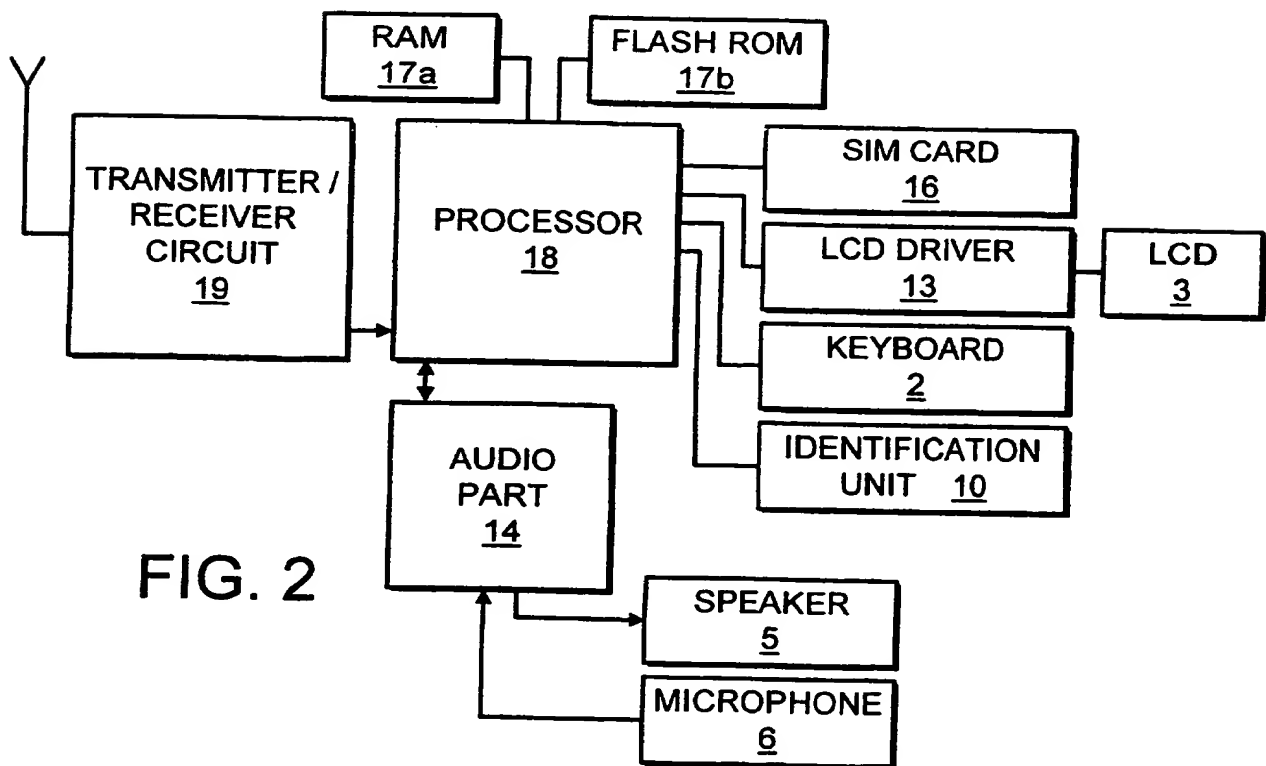 RAM
17a
FLASH ROM
17b
TRANSMITTER /
RECEIVER
CIRCUIT
19
PROCESSOR
18
SIM CARD
16
LCD DRIVER
13
LCD
3
KEYBOARD
2
IDENTIFICATION
UNIT 10
AUDIO
PART
14
FIG. 2
SPEAKER
5
MICROPHONE
6